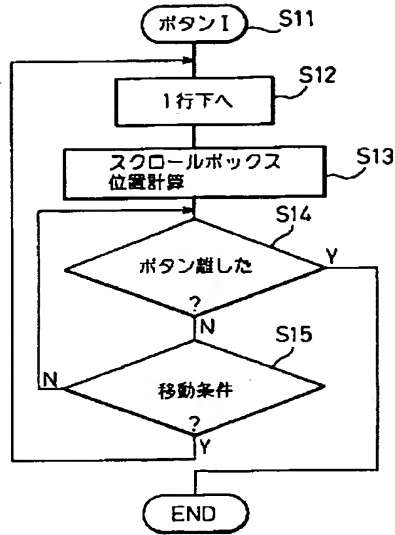 ボタンI
S11
S12
1行下へ
S13
スクロールボックス
位置計算
S14
ボタン離した
?
Y
N
S15
移動条件
?
N
Y
END